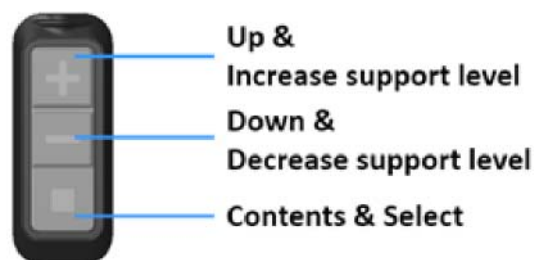 Up &
Increase support level
Down &
Decrease support level
Contents & Select